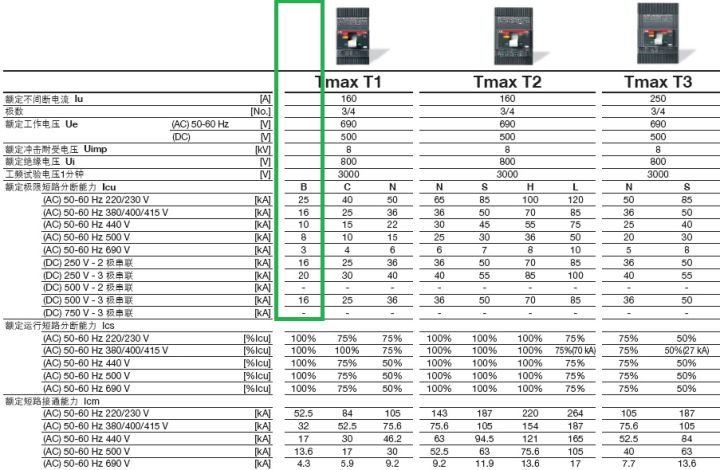 Tmax T1 Tmax T2 Tmax T3
额定不间断电流 Iu [A] 160 160 250
极数 [No.] 3/4 3/4 3/4
额定工作电压 Ue (AC) 50-60 Hz [V] 690 690 690
(DC) [V] 500 500 500
额定冲击耐受电压 Uimp [kV] 8 8 8
额定绝缘电压 Ui [V] 800 800 800
工频试验电压1分钟 [V] 3000 3000 3000
额定极限短路分断能力 Icu B C N N S H L N S
(AC) 50-60 Hz 220/230 V [kA] 25 40 50 65 85 100 120 50 85
(AC) 50-60 Hz 380/400/415 V [kA] 16 25 36 36 50 70 85 36 50
(AC) 50-60 Hz 440 V [kA] 10 15 22 30 45 55 75 25 40
(AC) 50-60 Hz 500 V [kA] 8 10 15 25 30 36 50 20 30
(AC) 50-60 Hz 690 V [kA] 3 4 6 6 7 8 10 5 8
(DC) 250 V - 2 极串联 [kA] 16 25 36 36 50 70 85 36 50
(DC) 250 V - 3 极串联 [kA] 20 30 40 40 55 85 100 40 55
(DC) 500 V - 2 极串联 [kA] - - - - - - - - -
(DC) 500 V - 3 极串联 [kA] 16 25 36 36 50 70 85 36 50
(DC) 750 V - 3 极串联 [kA] - - - - - - - - -
额定运行短路分断能力 Ics
(AC) 50-60 Hz 220/230 V [%Icu] 100% 75% 75% 100% 100% 100% 75% 75% 50%
(AC) 50-60 Hz 380/400/415 V [%Icu] 100% 100% 75% 100% 100% 100% 75%(70 kA) 75% 50%(27 kA)
(AC) 50-60 Hz 440 V [%Icu] 100% 75% 50% 100% 100% 100% 75% 75% 50%
(AC) 50-60 Hz 500 V [%Icu] 100% 75% 50% 100% 100% 100% 75% 75% 50%
(AC) 50-60 Hz 690 V [%Icu] 100% 75% 50% 100% 100% 100% 75% 75% 50%
额定短路接通能力 Icm
(AC) 50-60 Hz 220/230 V [kA] 52.5 84 105 143 187 220 264 105 187
(AC) 50-60 Hz 380/400/415 V [kA] 32 52.5 75.6 75.6 105 154 187 75.6 105
(AC) 50-60 Hz 440 V [kA] 17 30 46.2 63 94.5 121 165 52.5 84
(AC) 50-60 Hz 500 V [kA] 13.6 17 30 52.5 63 75.6 105 40 63
(AC) 50-60 Hz 690 V [kA] 4.3 5.9 9.2 9.2 11.9 13.6 17 7.7 13.6